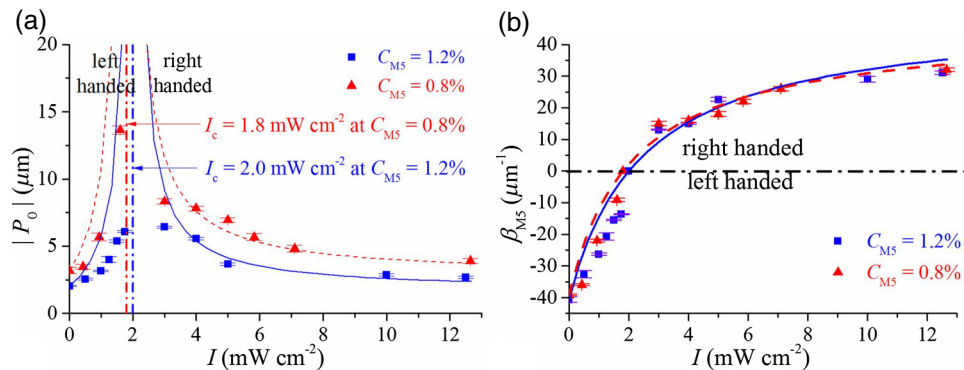 (a)
20
15
10
5
0
| P₀ | (μm)
left
handed
right
handed
C_M5 = 1.2%
C_M5 = 0.8%
I_c = 1.8 mW cm⁻² at C_M5 = 0.8%
I_c = 2.0 mW cm⁻² at C_M5 = 1.2%
0 2 4 6 8 10 12
I (mW cm⁻²)
(b)
40
30
20
10
0
-10
-20
-30
-40
β_M5 (μm⁻¹)
right handed
left handed
C_M5 = 1.2%
C_M5 = 0.8%
0 2 4 6 8 10 12
I (mW cm⁻²)